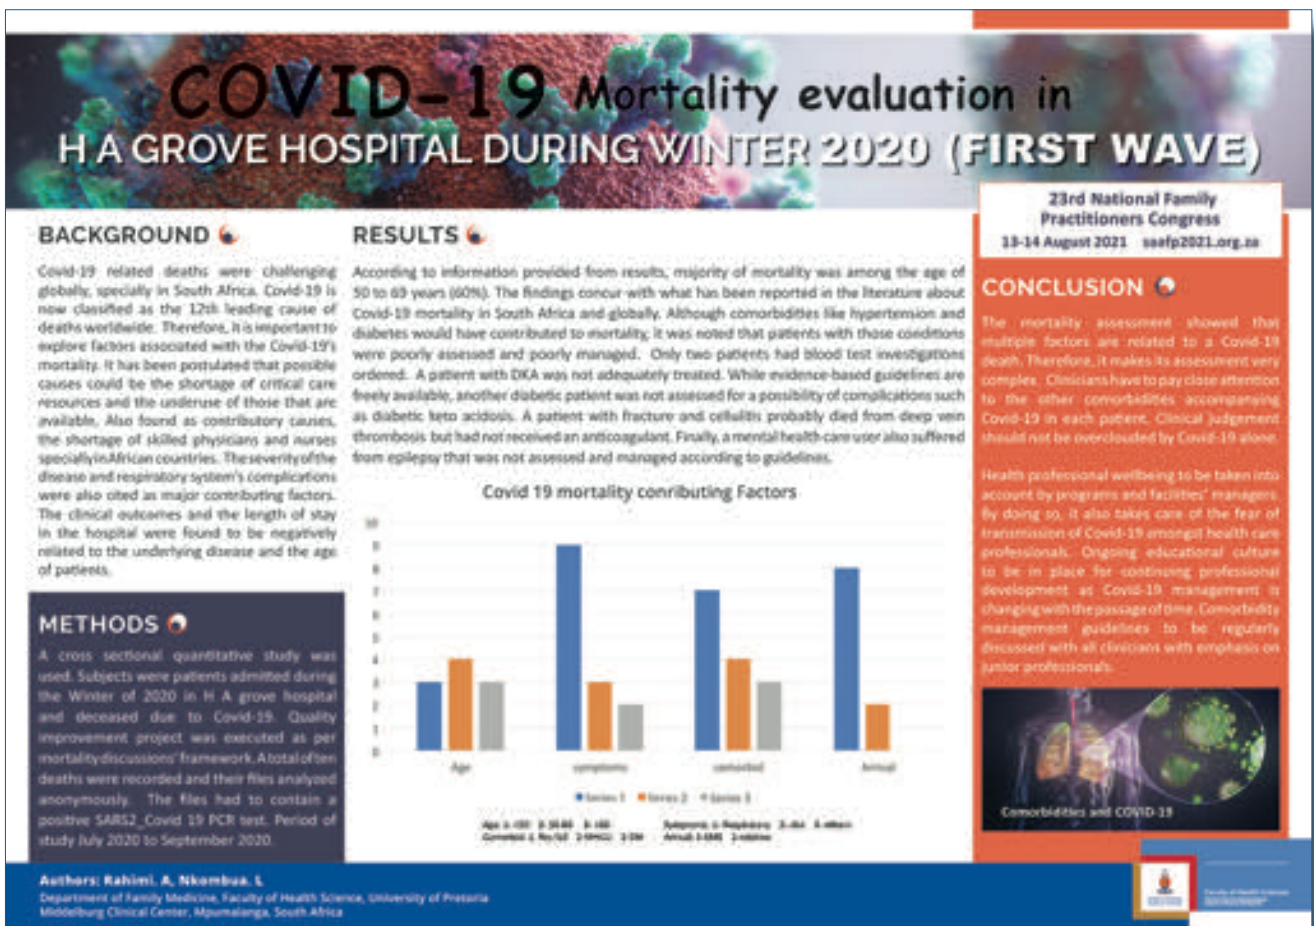 COVID-19 Mortality evaluation in
H A GROVE HOSPITAL DURING WINTER 2020 (FIRST WAVE)
23rd National Family
Practitioners Congress
13-14 August 2021 saafp2021.org.za
BACKGROUND
Covid-19 related deaths were challenging
globally, specially in South Africa. Covid-19 is
now classified as the 12th leading cause of
deaths worldwide. Therefore, it is important to
explore factors associated with the Covid-19's
mortality. It has been postulated that possible
causes could be the shortage of critical care
resources and the underuse of those that are
available. Also found as contributory causes,
the shortage of skilled physicians and nurses
specially in African countries. The severity of the
disease and respiratory system's complications
were also cited as major contributing factors.
The clinical outcomes and the length of stay
in the hospital were found to be negatively
related to the underlying disease and the age
of patients.
METHODS
A cross sectional quantitative study was
used. Subjects were patients admitted during
the Winter of 2020 in H A grove hospital
and deceased due to Covid-19. Quality
improvement project was executed as per
mortality discussions' framework. A total of ten
deaths were recorded and their files analyzed
anonymously. The files had to contain a
positive SARS2_Covid 19 PCR test. Period of
study July 2020 to September 2020.
RESULTS
According to information provided from results, majority of mortality was among the age of
50 to 69 years (60%). The findings concur with what has been reported in the literature about
Covid-19 mortality in South Africa and globally. Although comorbidities like hypertension and
diabetes would have contributed to mortality, it was noted that patients with those conditions
were poorly assessed and poorly managed. Only two patients had blood test investigations
ordered. A patient with DKA was not adequately treated. While evidence-based guidelines are
freely available, another diabetic patient was not assessed for a possibility of complications such
as diabetic keto acidosis. A patient with fracture and cellulitis probably died from deep vein
thrombosis but had not received an anticoagulant. Finally, a mental health care user also suffered
from epilepsy that was not assessed and managed according to guidelines.
Covid 19 mortality conributing Factors
10
9
8
7
6
5
4
3
2
1
0
Age symptoms comorbid Arrival
Series 1 Series 2 Series 3
CONCLUSION
The mortality assessment showed that
multiple factors are related to a Covid-19
death. Therefore, it makes its assessment very
complex. Clinicians have to pay close attention
to the other comorbidities accompanying
Covid-19 in each patient. Clinical judgement
should not be overclouded by Covid-19 alone.
Health professional wellbeing to be taken into
account by programs and facilities' managers.
By doing so, it also takes care of the fear of
transmission of Covid-19 amongst health care
professionals. Ongoing educational culture
to be in place for continuing professional
development as Covid-19 management is
changing with the passage of time. Comorbidity
management guidelines to be regularly
discussed with all clinicians with emphasis on
junior professionals.
Comorbidities and COVID-19
Authors: Rahimi. A, Nkombua. L
Department of Family Medicine, Faculty of Health Science, University of Pretoria
Middelburg Clinical Center, Mpumalanga, South Africa
Faculty of Health Sciences